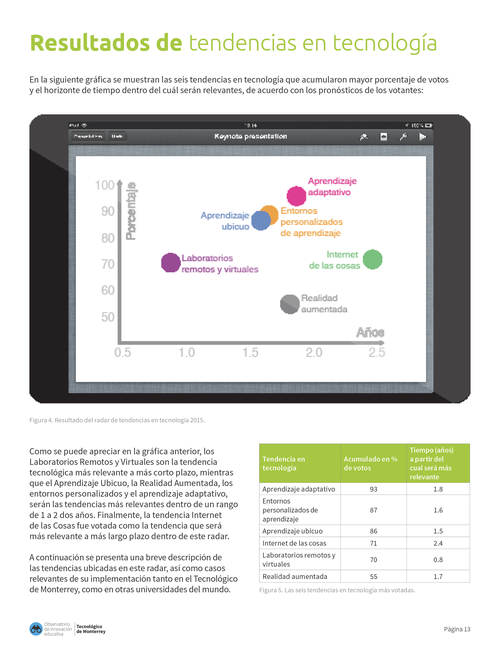 Resultados de tendencias en tecnología
En la siguiente gráfica se muestran las seis tendencias en tecnología que acumularon mayor porcentaje de votos
y el horizonte de tiempo dentro del cuál serán relevantes, de acuerdo con los pronósticos de los votantes:
iPad
10:16
100%
Presentations
Undo
Keynote presentation
Porcentaje
100
90
80
70
60
50
Aprendizaje
adaptativo
Aprendizaje
ubicuo
Entornos
personalizados
de aprendizaje
Laboratorios
remotos y virtuales
Internet
de las cosas
Realidad
aumentada
Años
0.5 1.0 1.5 2.0 2.5
Figura 4. Resultado del radar de tendencias en tecnología 2015.
Como se puede apreciar en la gráfica anterior, los
Laboratorios Remotos y Virtuales son la tendencia
tecnológica más relevante a más corto plazo, mientras
que el Aprendizaje Ubicuo, la Realidad Aumentada, los
entornos personalizados y el aprendizaje adaptativo,
serán las tendencias más relevantes dentro de un rango
de 1 a 2 dos años. Finalmente, la tendencia Internet
de las Cosas fue votada como la tendencia que será
más relevante a más largo plazo dentro de este radar.
A continuación se presenta una breve descripción de
las tendencias ubicadas en este radar, así como casos
relevantes de su implementación tanto en el Tecnológico
de Monterrey, como en otras universidades del mundo.
Tendencia en
tecnología
Acumulado en %
de votos
Tiempo (años)
a partir del
cual será más
relevante
Aprendizaje adaptativo 93 1.8
Entornos
personalizados de
aprendizaje
87 1.6
Aprendizaje ubicuo 86 1.5
Internet de las cosas 71 2.4
Laboratorios remotos y
virtuales
70 0.8
Realidad aumentada 55 1.7
Figura 5. Las seis tendencias en tecnología más votadas.
Observatorio
de Innovación
educativa
Tecnológico
de Monterrey
Página 13